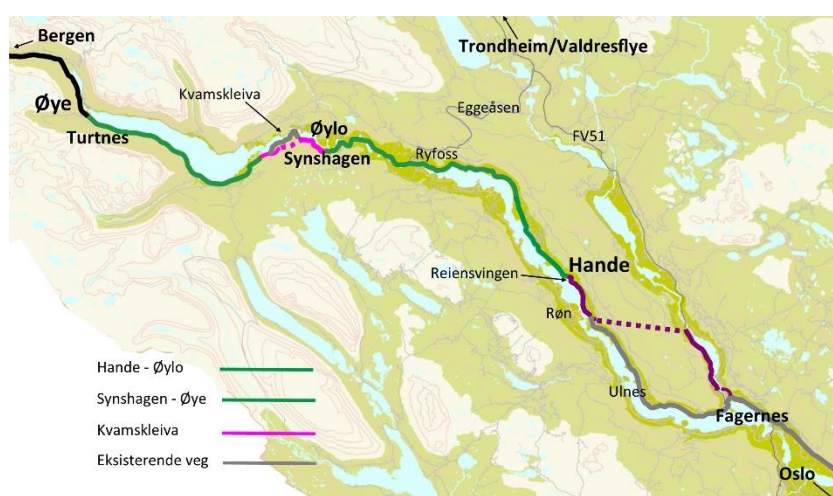 Bergen
Trondheim/Valdresflye
Kvamskleiva
Øye
Eggeåsen
Turtnes
Øylo
FV51
Synshagen
Ryfoss
Hande
Reiensvingen
Røn
Hande - Øylo
Synshagen - Øye
Ulnes
Fagernes
Kvamskleiva
Eksisterende veg
Oslo